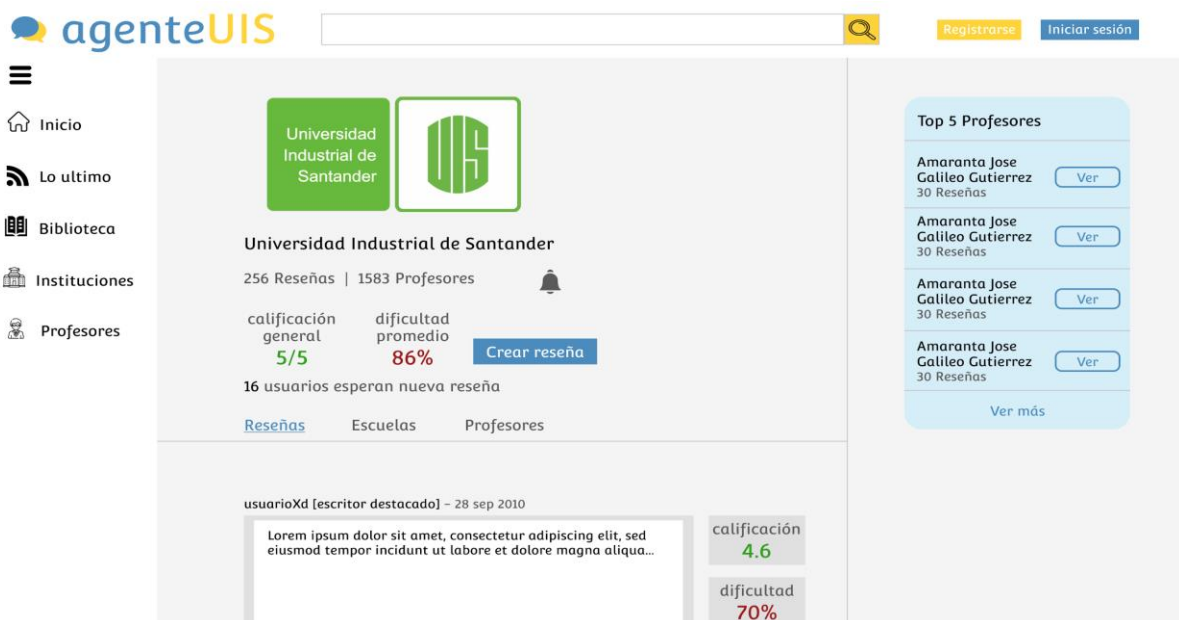 agenteUIS
Registrarse
Iniciar sesión
Inicio
Lo ultimo
Biblioteca
Instituciones
Profesores
Universidad
Industrial de
Santander
UIS
Universidad Industrial de Santander
256 Reseñas | 1583 Profesores
calificación
general
5/5
dificultad
promedio
86%
Crear reseña
16 usuarios esperan nueva reseña
Reseñas Escuelas Profesores
usuarioXd [escritor destacado] – 28 sep 2010
Lorem ipsum dolor sit amet, consectetur adipiscing elit, sed
eiusmod tempor incidunt ut labore et dolore magna aliqua...
calificación
4.6
dificultad
70%
Top 5 Profesores
Amaranta Jose
Galileo Gutierrez
30 Reseñas
Ver
Amaranta Jose
Galileo Gutierrez
30 Reseñas
Ver
Amaranta Jose
Galileo Gutierrez
30 Reseñas
Ver
Amaranta Jose
Galileo Gutierrez
30 Reseñas
Ver
Ver más